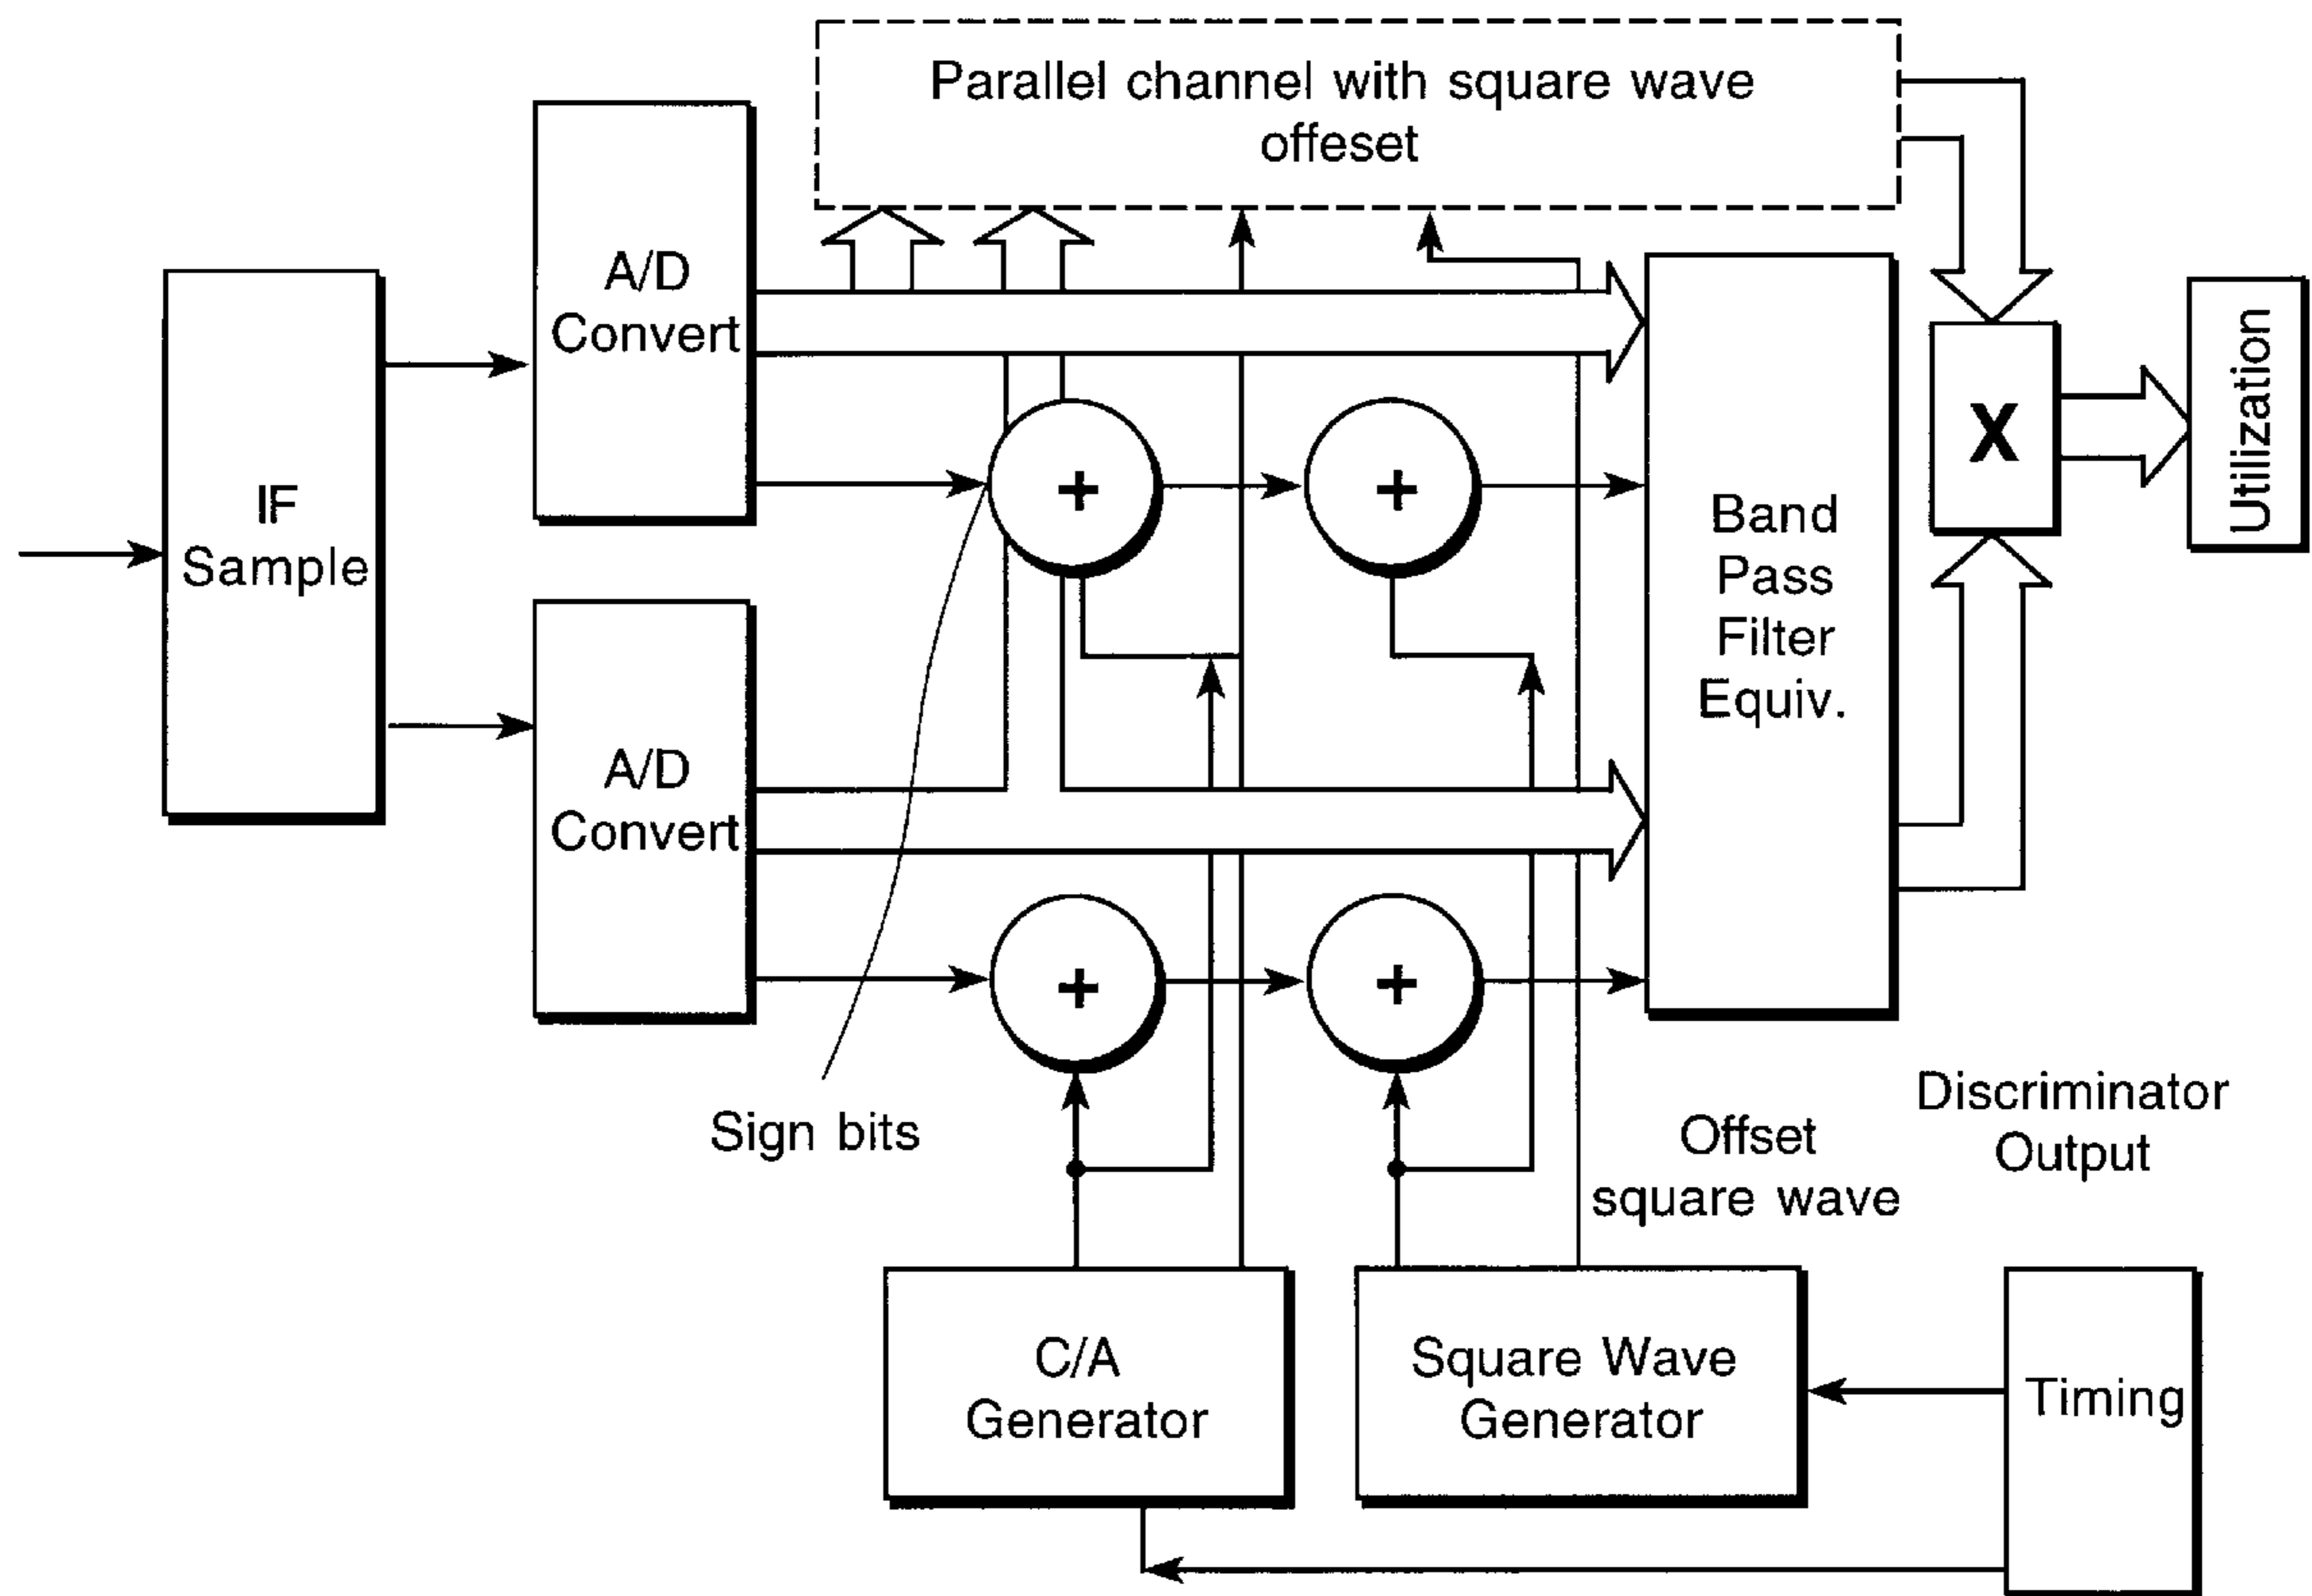 Parallel channel with square wave
offeset
A/D
Convert
IF
Sample
+
+
X
Utilization
Band
Pass
Filter
Equiv.
A/D
Convert
+
+
Sign bits
Offset
square wave
Discriminator
Output
C/A
Generator
Square Wave
Generator
Timing